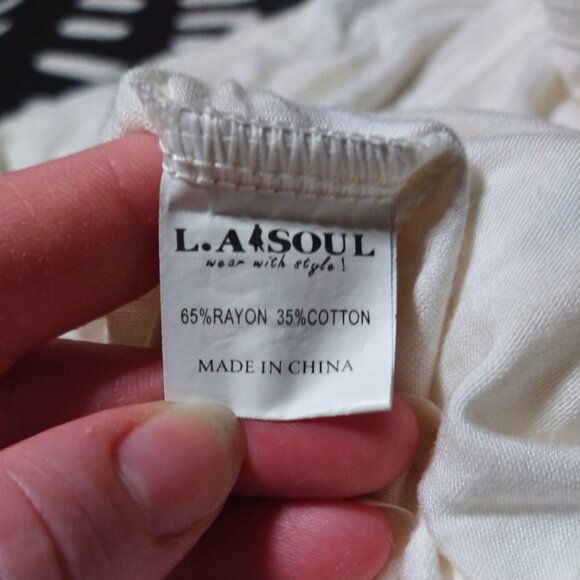 L.A SOUL
wear with style!
65%RAYON 35%COTTON
MADE IN CHINA